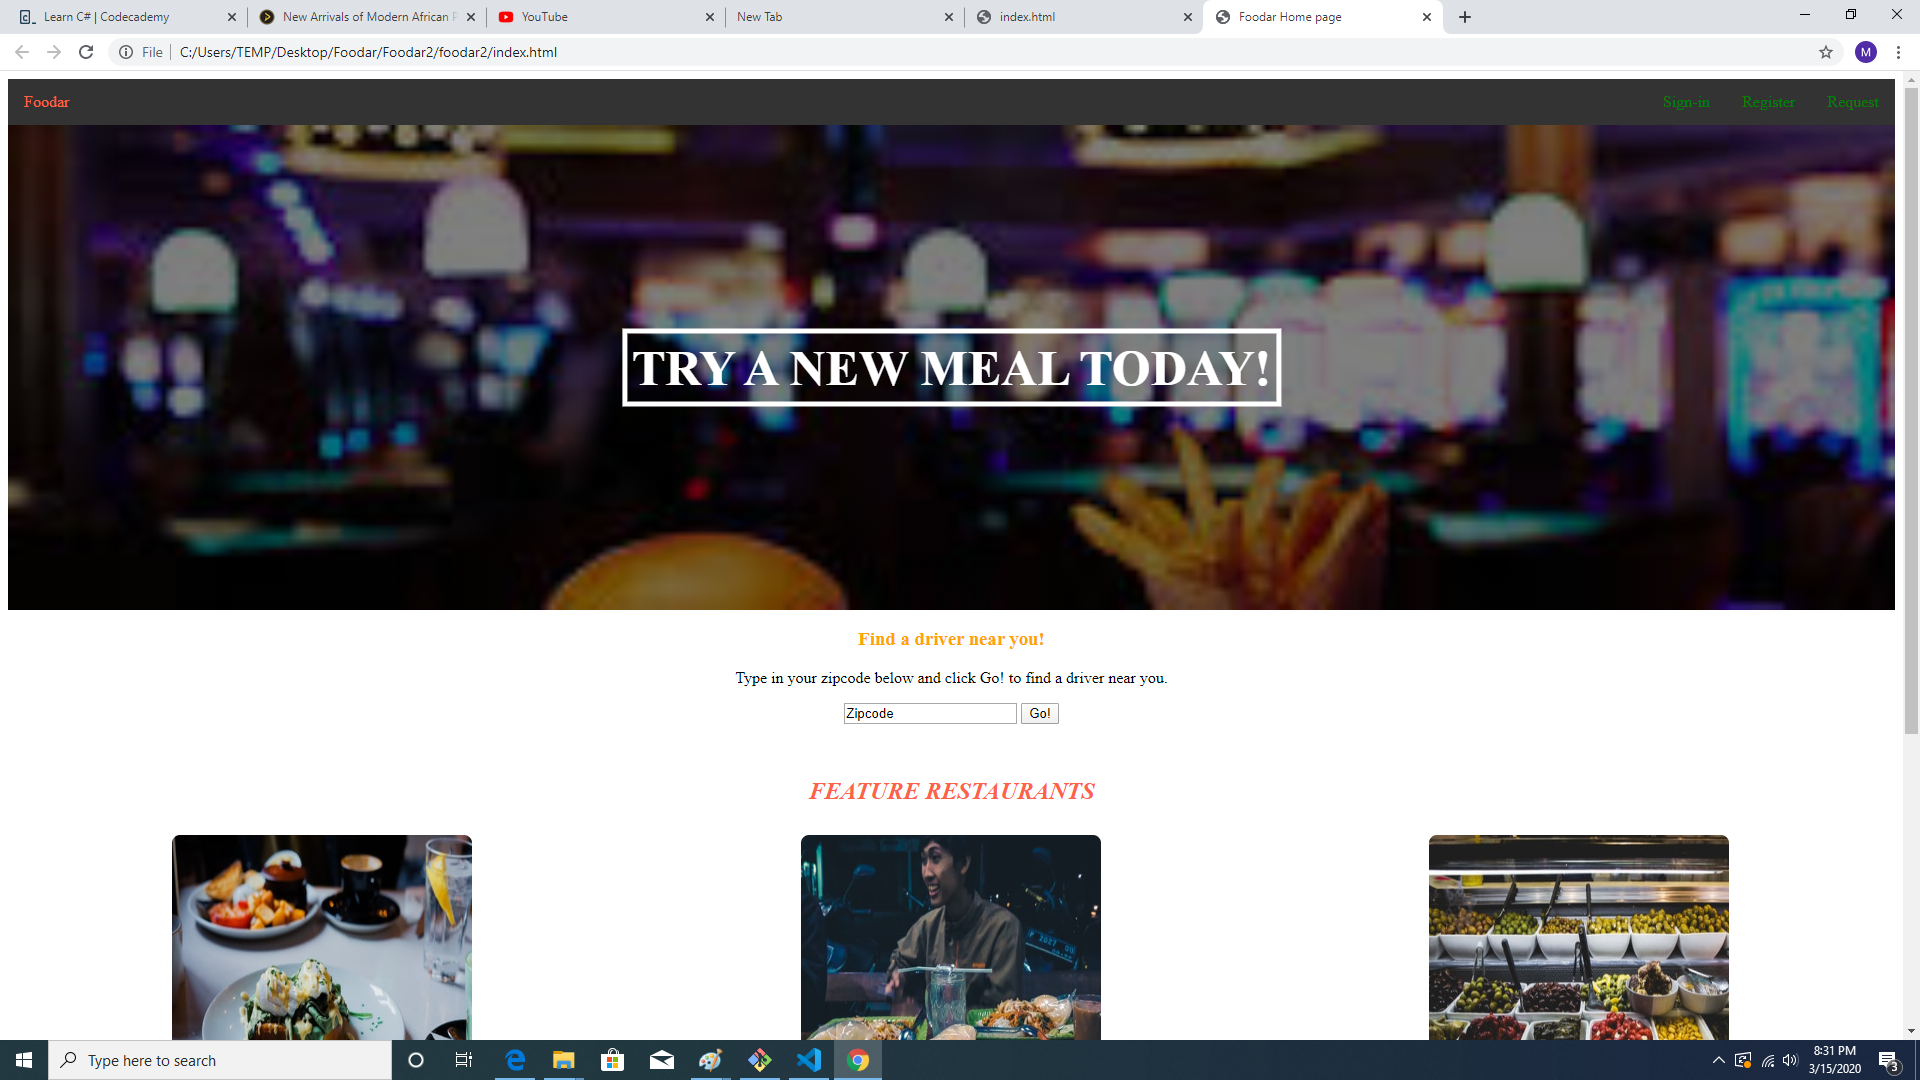 Learn C# | Codecademy
New Arrivals of Modern African P
YouTube
New Tab
index.html
Foodar Home page
File
C:/Users/TEMP/Desktop/Foodar/Foodar2/foodar2/index.html
M
Foodar
Sign-in
Register
Request
TRY A NEW MEAL TODAY!
Find a driver near you!
Type in your zipcode below and click Go! to find a driver near you.
Zipcode
Go!
FEATURE RESTAURANTS
Type here to search
8:31 PM
3/15/2020
3